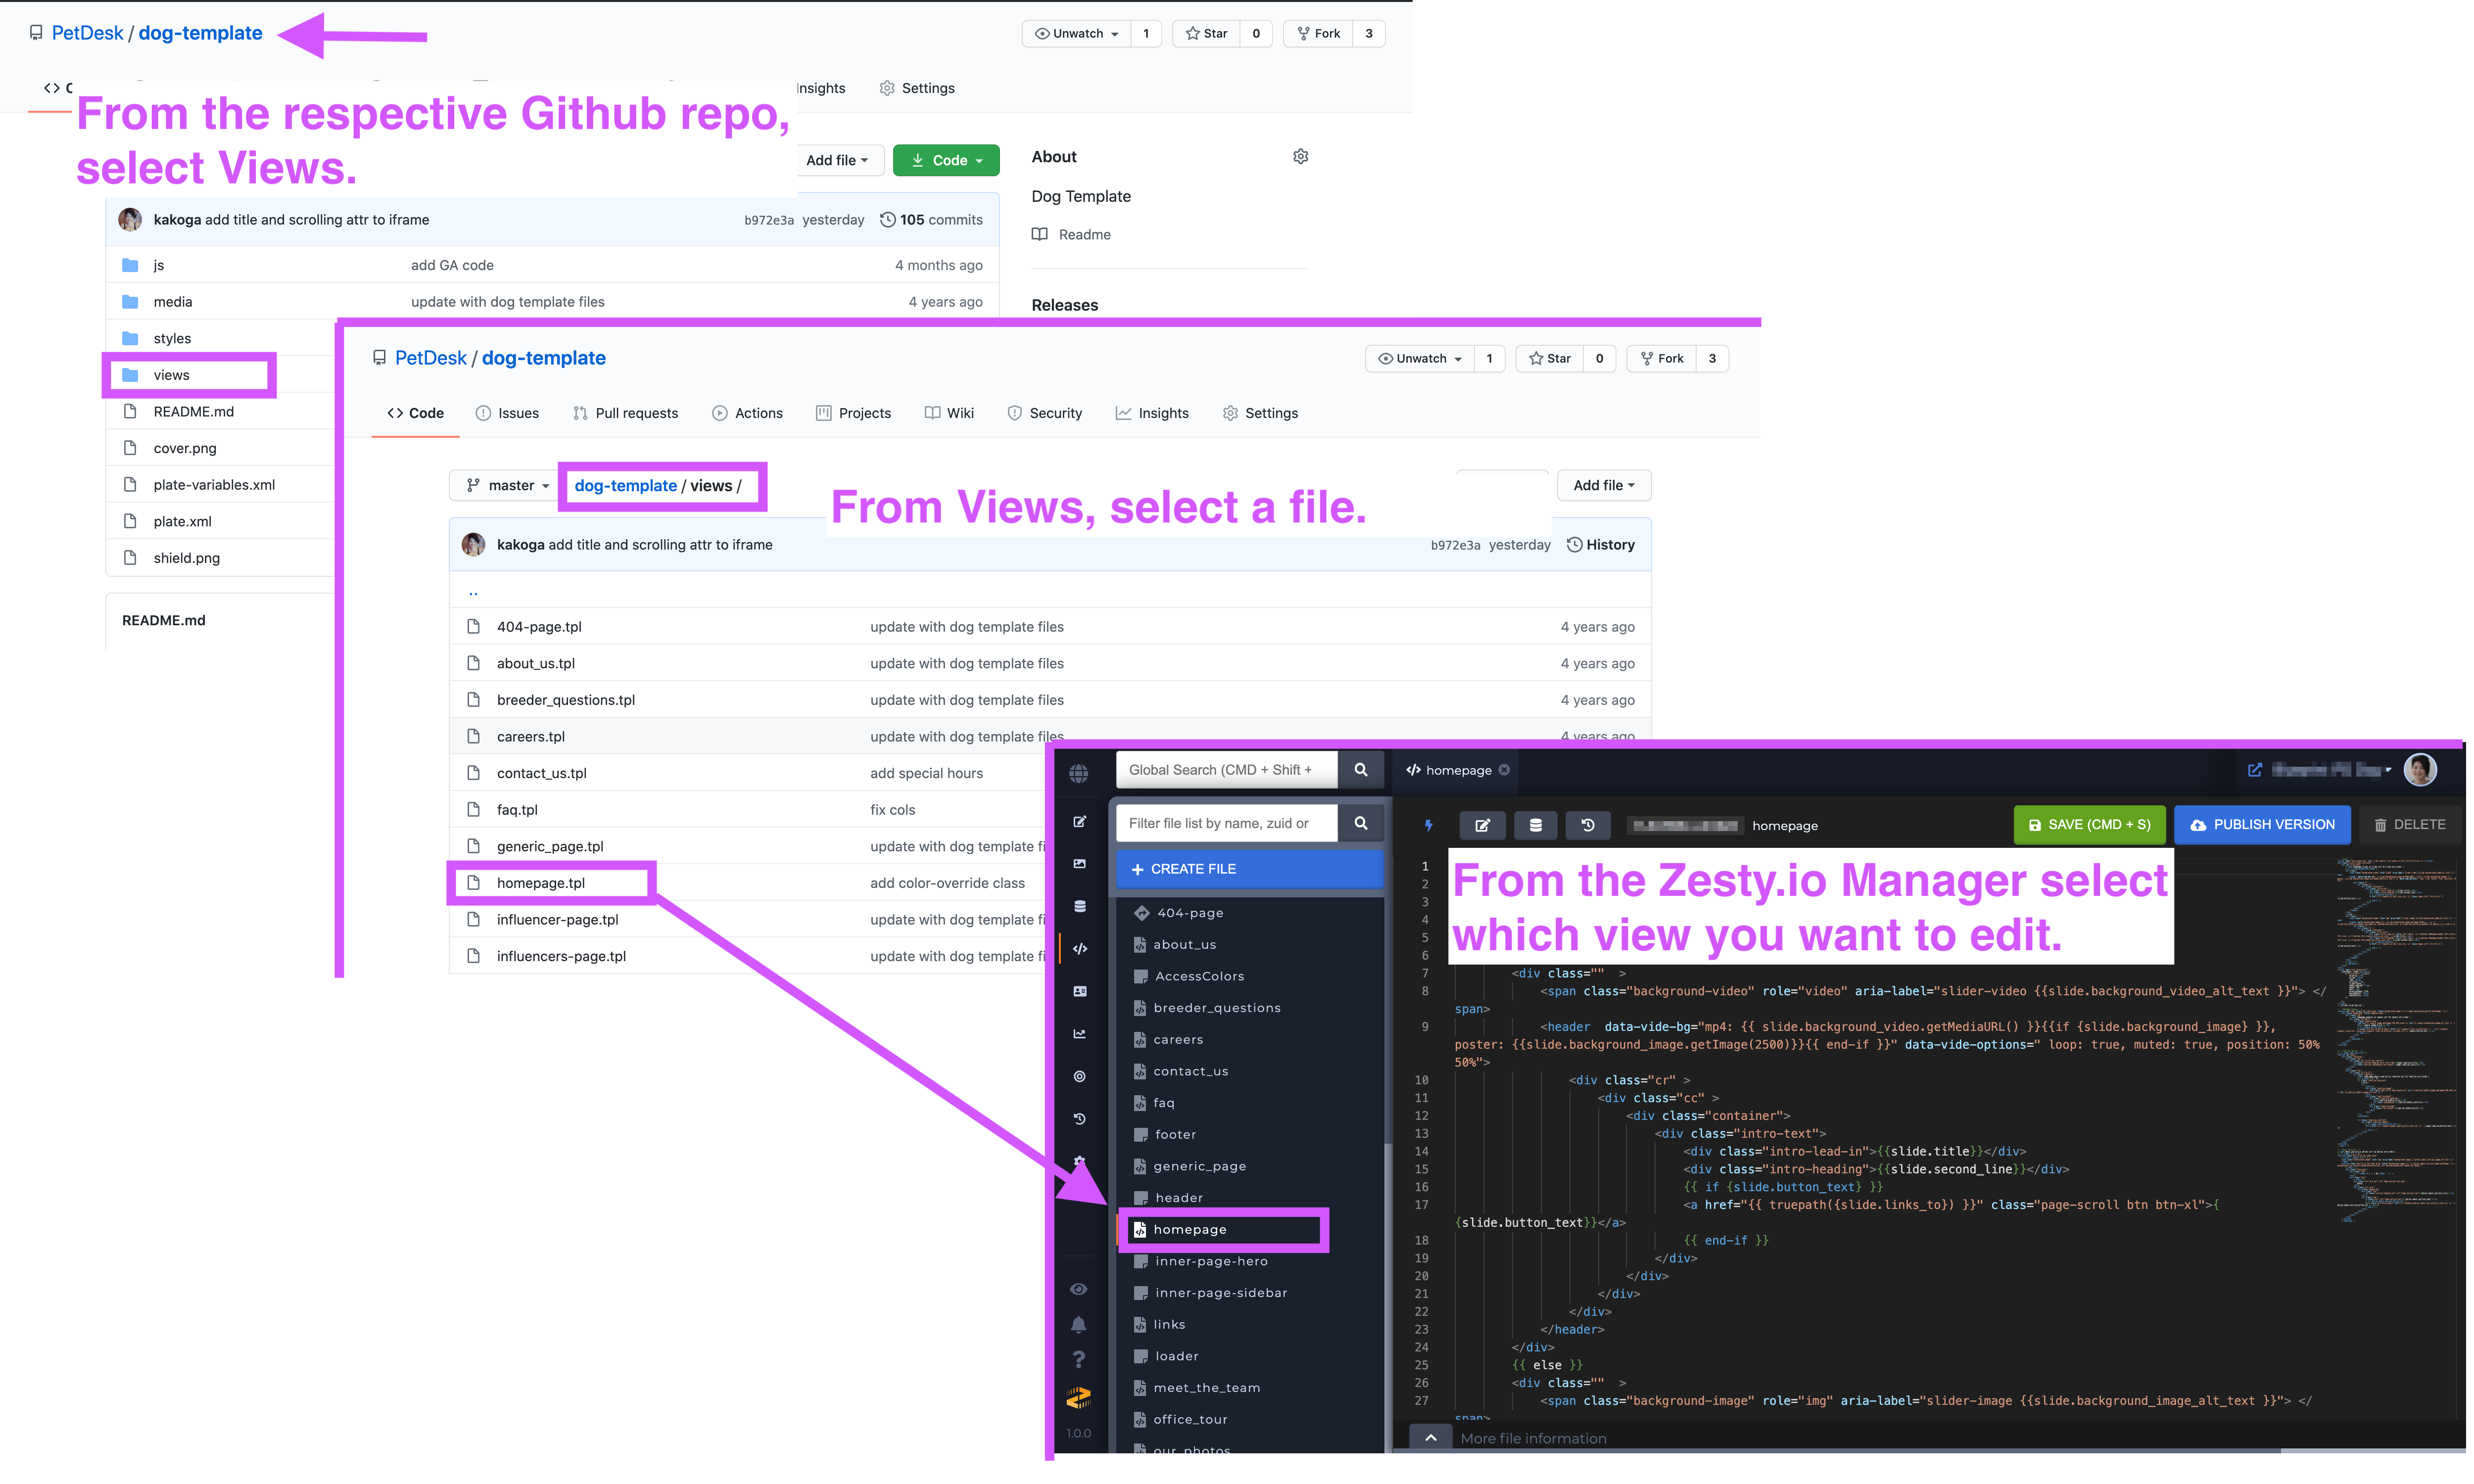 PetDesk / dog-template
Unwatch 1 Star 0 Fork 3
Insights Settings
From the respective Github repo,
select Views.
Add file Code
About
Dog Template
Readme
Releases
kakoga add title and scrolling attr to iframe b972e3a yesterday 105 commits
js add GA code 4 months ago
media update with dog template files 4 years ago
styles
views
README.md
cover.png
plate-variables.xml
plate.xml
shield.png
README.md
PetDesk / dog-template
Unwatch 1 Star 0 Fork 3
Code Issues Pull requests Actions Projects Wiki Security Insights Settings
master dog-template / views /
From Views, select a file.
Add file
kakoga add title and scrolling attr to iframe b972e3a yesterday History
..
404-page.tpl update with dog template files 4 years ago
about_us.tpl update with dog template files 4 years ago
breeder_questions.tpl update with dog template files 4 years ago
careers.tpl update with dog template files 4 years ago
contact_us.tpl add special hours
faq.tpl fix cols
generic_page.tpl update with dog template fi
homepage.tpl add color-override class
influencer-page.tpl update with dog template fi
influencers-page.tpl update with dog template fi
Global Search (CMD + Shift +
</> homepage
Filter file list by name, zuid or
homepage
SAVE (CMD + S) PUBLISH VERSION DELETE
+ CREATE FILE
From the Zesty.io Manager select
which view you want to edit.
404-page
about_us
AccessColors
breeder_questions
careers
contact_us
faq
footer
generic_page
header
homepage
inner-page-hero
inner-page-sidebar
links
loader
meet_the_team
office_tour
our_photos
1.0.0
1
2
3
4
5
6
7 <div class="" >
8 <span class="background-video" role="video" aria-label="slider-video {{slide.background_video_alt_text }}"> </
span>
9 <header data-vide-bg="mp4: {{ slide.background_video.getMediaURL() }}{{if {slide.background_image} }},
poster: {{slide.background_image.getImage(2500)}}{{ end-if }}" data-vide-options=" loop: true, muted: true, position: 50%
50%">
10 <div class="cr" >
11 <div class="cc" >
12 <div class="container">
13 <div class="intro-text">
14 <div class="intro-lead-in">{{slide.title}}</div>
15 <div class="intro-heading">{{slide.second_line}}</div>
16 {{ if {slide.button_text} }}
17 <a href="{{ truepath({slide.links_to}) }}" class="page-scroll btn btn-xl">{
{slide.button_text}}</a>
18 {{ end-if }}
19 </div>
20 </div>
21 </div>
22 </div>
23 </header>
24 </div>
25 {{ else }}
26 <div class="" >
27 <span class="background-image" role="img" aria-label="slider-image {{slide.background_image_alt_text }}"> </
span>
More file information